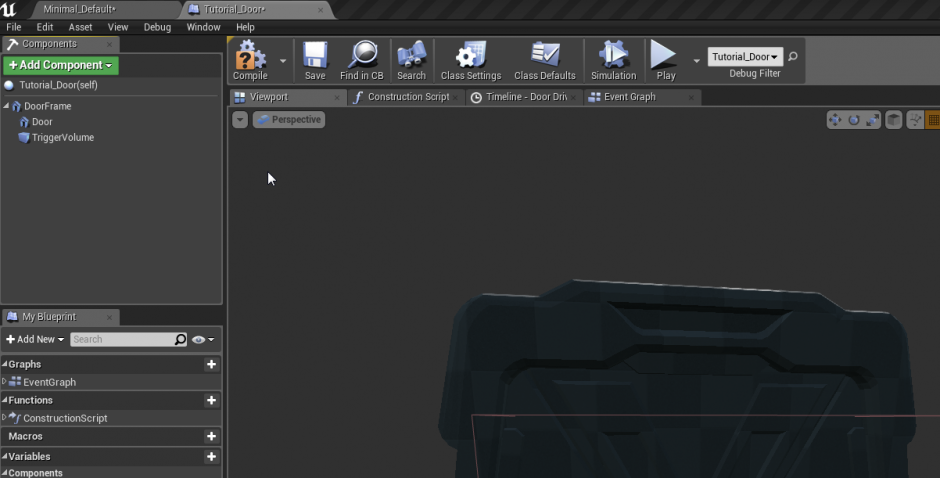 Minimal_Default• Tutorial_Door•
File Edit Asset View Debug Window Help
Components
+Add Component
Tutorial_Door(self)
DoorFrame
Door
TriggerVolume
Compile Save Find in CB Search Class Settings Class Defaults Simulation Play Tutorial_Door Debug Filter
Viewport Construction Script Timeline - Door Dri Event Graph
Perspective
My Blueprint
+Add New Search
Graphs
EventGraph
Functions
ConstructionScript
Macros
Variables
Components